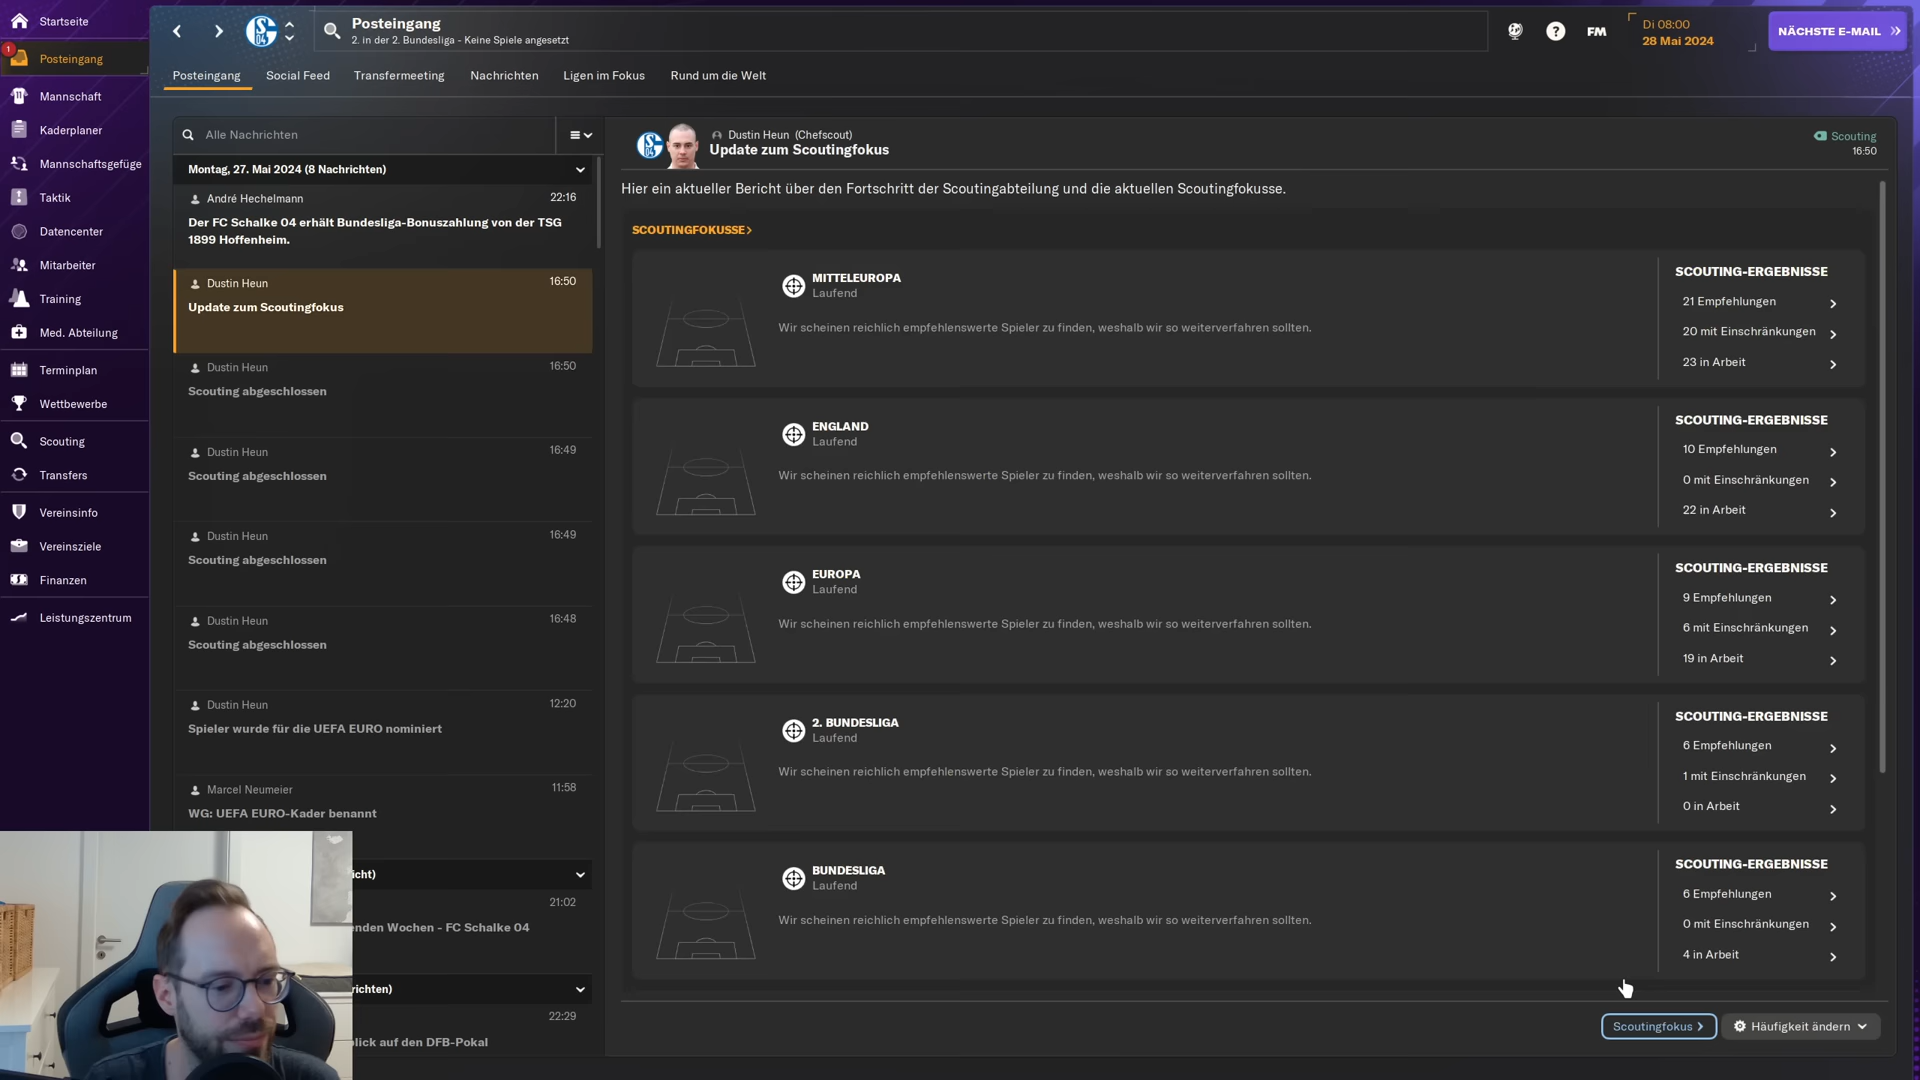 Startseite
1
Posteingang
Mannschaft
Kaderplaner
Mannschaftsgefüge
Taktik
Datencenter
Mitarbeiter
Training
Med. Abteilung
Terminplan
Wettbewerbe
Scouting
Transfers
Vereinsinfo
Vereinsziele
Finanzen
Leistungszentrum
Posteingang
2. in der 2. Bundesliga - Keine Spiele angesetzt
FM
Di 08:00
28 Mai 2024
NÄCHSTE E-MAIL
Posteingang Social Feed Transfermeeting Nachrichten Ligen im Fokus Rund um die Welt
Alle Nachrichten
Montag, 27. Mai 2024 (8 Nachrichten)
André Hechelmann 22:16
Der FC Schalke 04 erhält Bundesliga-Bonuszahlung von der TSG
1899 Hoffenheim.
Dustin Heun 16:50
Update zum Scoutingfokus
Dustin Heun 16:50
Scouting abgeschlossen
Dustin Heun 16:49
Scouting abgeschlossen
Dustin Heun 16:49
Scouting abgeschlossen
Dustin Heun 16:48
Scouting abgeschlossen
Dustin Heun 12:20
Spieler wurde für die UEFA EURO nominiert
Marcel Neumeier 11:58
WG: UEFA EURO-Kader benannt
icht)
21:02
enden Wochen - FC Schalke 04
richten)
22:29
blick auf den DFB-Pokal
Dustin Heun (Chefscout)
Update zum Scoutingfokus
Scouting
16:50
Hier ein aktueller Bericht über den Fortschritt der Scoutingabteilung und die aktuellen Scoutingfokusse.
SCOUTINGFOKUSSE
MITTELEUROPA
Laufend
Wir scheinen reichlich empfehlenswerte Spieler zu finden, weshalb wir so weiterverfahren sollten.
SCOUTING-ERGEBNISSE
21 Empfehlungen
20 mit Einschränkungen
23 in Arbeit
ENGLAND
Laufend
Wir scheinen reichlich empfehlenswerte Spieler zu finden, weshalb wir so weiterverfahren sollten.
SCOUTING-ERGEBNISSE
10 Empfehlungen
0 mit Einschränkungen
22 in Arbeit
EUROPA
Laufend
Wir scheinen reichlich empfehlenswerte Spieler zu finden, weshalb wir so weiterverfahren sollten.
SCOUTING-ERGEBNISSE
9 Empfehlungen
6 mit Einschränkungen
19 in Arbeit
2. BUNDESLIGA
Laufend
Wir scheinen reichlich empfehlenswerte Spieler zu finden, weshalb wir so weiterverfahren sollten.
SCOUTING-ERGEBNISSE
6 Empfehlungen
1 mit Einschränkungen
0 in Arbeit
BUNDESLIGA
Laufend
Wir scheinen reichlich empfehlenswerte Spieler zu finden, weshalb wir so weiterverfahren sollten.
SCOUTING-ERGEBNISSE
6 Empfehlungen
0 mit Einschränkungen
4 in Arbeit
Scoutingfokus
Häufigkeit ändern